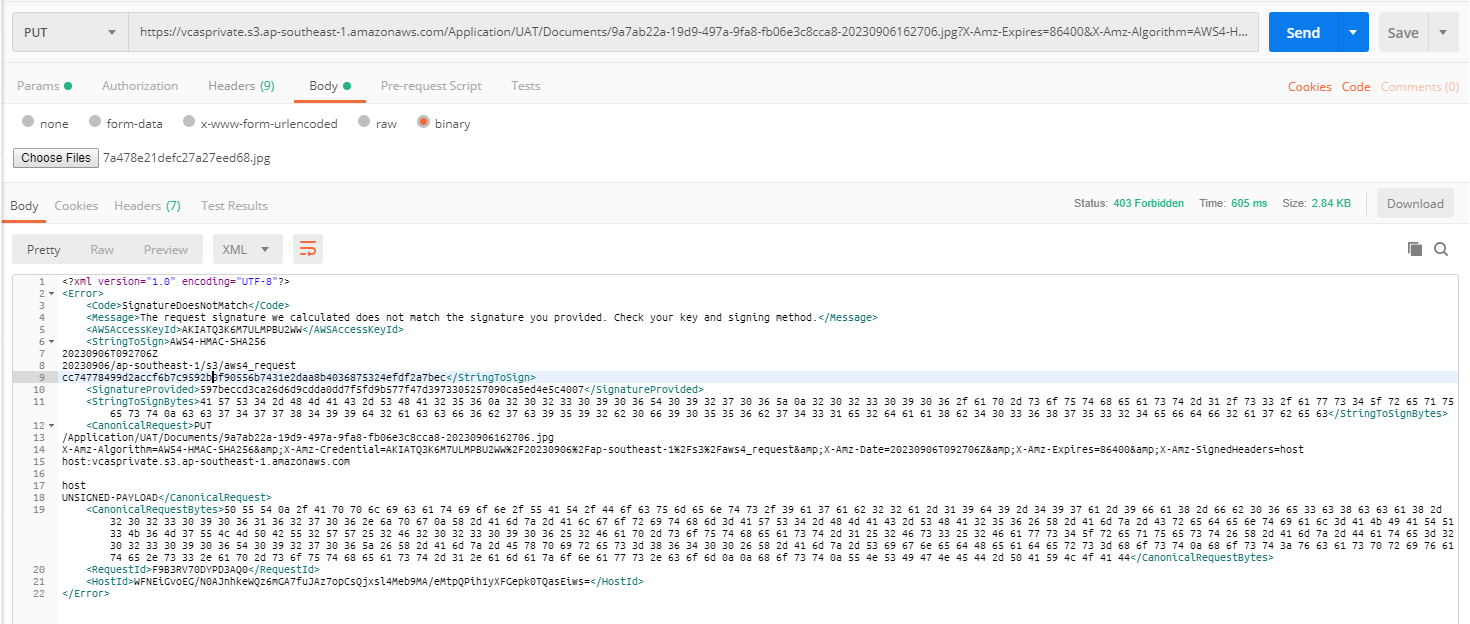 PUT https://vcasprivate.s3.ap-southeast-1.amazonaws.com/Application/UAT/Documents/9a7ab22a-19d9-497a-9fa8-fb06e3c8cca8-20230906162706.jpg?X-Amz-Expires=86400&X-Amz-Algorithm=AWS4-H... Send Save
Params Authorization Headers (9) Body Pre-request Script Tests Cookies Code Comments (0)
none form-data x-www-form-urlencoded raw binary
Choose Files 7a478e21defc27a27eed68.jpg
Body Cookies Headers (7) Test Results Status: 403 Forbidden Time: 605 ms Size: 2.84 KB Download
Pretty Raw Preview XML
1 <?xml version="1.0" encoding="UTF-8"?>
2 <Error>
3 <Code>SignatureDoesNotMatch</Code>
4 <Message>The request signature we calculated does not match the signature you provided. Check your key and signing method.</Message>
5 <AWSAccessKeyId>AKIATQ3K6M7ULMPBU2WW</AWSAccessKeyId>
6 <StringToSign>AWS4-HMAC-SHA256
7 20230906T092706Z
8 20230906/ap-southeast-1/s3/aws4_request
9 cc74778499d2accf6b7c9592b0f90556b7431e2daa8b4036875324efdf2a7bec</StringToSign>
10 <SignatureProvided>597beccd3ca26d6d9cdda0dd7f5fd9b577f47d3973305257090ca5ed4e5c4007</SignatureProvided>
11 <StringToSignBytes>41 57 53 34 2d 48 4d 41 43 2d 53 48 41 32 35 36 0a 32 30 32 33 30 39 30 36 54 30 39 32 37 30 36 5a 0a 32 30 32 33 30 39 30 36 2f 61 70 2d 73 6f 75 74 68 65 61 73 74 2d 31 2f 73 33 2f 61 77 73 34 5f 72 65 71 75
65 73 74 0a 63 63 37 34 37 37 38 34 39 39 64 32 61 63 63 66 36 62 37 63 39 35 39 32 62 30 66 39 30 35 35 36 62 37 34 33 31 65 32 64 61 61 38 62 34 30 33 36 38 37 35 33 32 34 65 66 64 66 32 61 37 62 65 63</StringToSignBytes>
12 <CanonicalRequest>PUT
13 /Application/UAT/Documents/9a7ab22a-19d9-497a-9fa8-fb06e3c8cca8-20230906162706.jpg
14 X-Amz-Algorithm=AWS4-HMAC-SHA256&amp;X-Amz-Credential=AKIATQ3K6M7ULMPBU2WW%2F20230906%2Fap-southeast-1%2Fs3%2Faws4_request&amp;X-Amz-Date=20230906T092706Z&amp;X-Amz-Expires=86400&amp;X-Amz-SignedHeaders=host
15 host:vcasprivate.s3.ap-southeast-1.amazonaws.com
16
17 host
18 UNSIGNED-PAYLOAD</CanonicalRequest>
19 <CanonicalRequestBytes>50 55 54 0a 2f 41 70 70 6c 69 63 61 74 69 6f 6e 2f 55 41 54 2f 44 6f 63 75 6d 65 6e 74 73 2f 39 61 37 61 62 32 32 61 2d 31 39 64 39 2d 34 39 37 61 2d 39 66 61 38 2d 66 62 30 36 65 33 63 38 63 63 61 38 2d
32 30 32 33 30 39 30 36 31 36 32 37 30 36 2e 6a 70 67 0a 58 2d 41 6d 7a 2d 41 6c 67 6f 72 69 74 68 6d 3d 41 57 53 34 2d 48 4d 41 43 2d 53 48 41 32 35 36 26 58 2d 41 6d 7a 2d 43 72 65 64 65 6e 74 69 61 6c 3d 41 4b 49 41 54 51
33 4b 36 4d 37 55 4c 4d 50 42 55 32 57 57 25 32 46 32 30 32 33 30 39 30 36 25 32 46 61 70 2d 73 6f 75 74 68 65 61 73 74 2d 31 25 32 46 73 33 25 32 46 61 77 73 34 5f 72 65 71 75 65 73 74 26 58 2d 41 6d 7a 2d 44 61 74 65 3d 32
30 32 33 30 39 30 36 54 30 39 32 37 30 36 5a 26 58 2d 41 6d 7a 2d 45 78 70 69 72 65 73 3d 38 36 34 30 30 26 58 2d 41 6d 7a 2d 53 69 67 6e 65 64 48 65 61 64 65 72 73 3d 68 6f 73 74 0a 68 6f 73 74 3a 76 63 61 73 70 72 69 76 61
74 65 2e 73 33 2e 61 70 2d 73 6f 75 74 68 65 61 73 74 2d 31 2e 61 6d 61 7a 6f 6e 61 77 73 2e 63 6f 6d 0a 0a 68 6f 73 74 0a 55 4e 53 49 47 4e 45 44 2d 50 41 59 4c 4f 41 44</CanonicalRequestBytes>
20 <RequestId>F9B3RV70DYPD3AQ0</RequestId>
21 <HostId>WFNEiGvoEG/N0AJnhkeWQz6mGA7fuJAz7opCsQjxsl4Meb9MA/eMtpQPih1yXFGepk0TQasEiws=</HostId>
22 </Error>